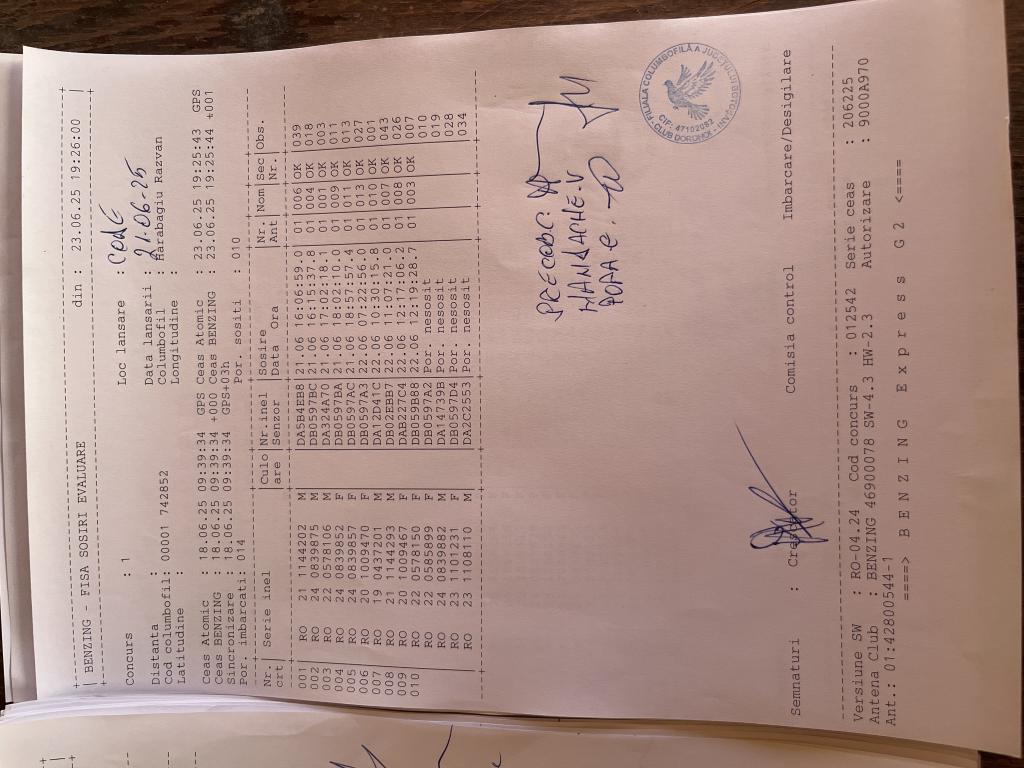 BENZING - FISA SOSIRI EVALUARE din : 23.06.25 19:26:00
Concurs : 1 Loc lansare :
Distanta : Data lansarii : 21.06-25
Cod columbofil: 00001 742852 Columbofil : Harabagiu Razvan
Latitudine : Longitudine :
Ceas Atomic : 18.06.25 09:39:34 GPS Ceas Atomic : 23.06.25 19:25:43 GPS
Ceas BENZING : 18.06.25 09:39:34 +000 Ceas BENZING : 23.06.25 19:25:44 +001
Sincronizare : 18.06.25 09:39:34 GPS+03h
Por. imbarcati: 014 Por. sositi : 010
Nr. Serie inel Culo Nr.inel Sosire Nr. Nom Sec Obs.
crt are Senzor Data Ora Ant Nr.
001 RO 21 1144202 M DA5B4EB8 21.06 16:06:59.0 01 006 OK 039
002 RO 24 0839875 M DB0597BC 21.06 16:15:37.8 01 004 OK 018
003 RO 22 0578106 M DA324A70 21.06 17:02:18.1 01 001 OK 003
004 RO 24 0839852 F DB0597BA 21.06 18:02:21.0 01 009 OK 011
005 RO 24 0839857 F DB0597AC 21.06 18:57:57.4 01 011 OK 013
006 RO 20 1009470 F DB0597A3 22.06 07:22:56.0 01 013 OK 027
007 RO 19 0437201 M DA12D41C 22.06 10:30:15.8 01 010 OK 001
008 RO 21 1144293 M DB02EBB7 22.06 11:07:21.0 01 007 OK 043
009 RO 20 1009467 F DAB227C4 22.06 12:17:06.2 01 008 OK 026
010 RO 22 0578150 F DB059B88 22.06 12:19:28.7 01 003 OK 007
RO 22 0585899 F DB0597A2 Por. nesosit 010
RO 24 0839882 M DA14739B Por. nesosit 017
RO 23 1101231 F DB0597D4 Por. nesosit 028
RO 23 1108110 M DA2C2553 Por. nesosit 034
MANDACHE-V
FILIALA COLUMBOFILĂ A JUDEȚULUI BOTOȘANI
CIF: 47102082
CLUB DOROHOI
Semnaturi : Crescator Comisia control Imbarcare/Desigilare
Versiune SW : RO-04.24 Cod concurs : 012542 Serie ceas : 206225
Antena Club : BENZING 46900078 SW-4.3 HW-2.3 Autorizare : 9000A970
Ant.: 01:42800544-1
====> B E N Z I N G E x p r e s s G 2 <====